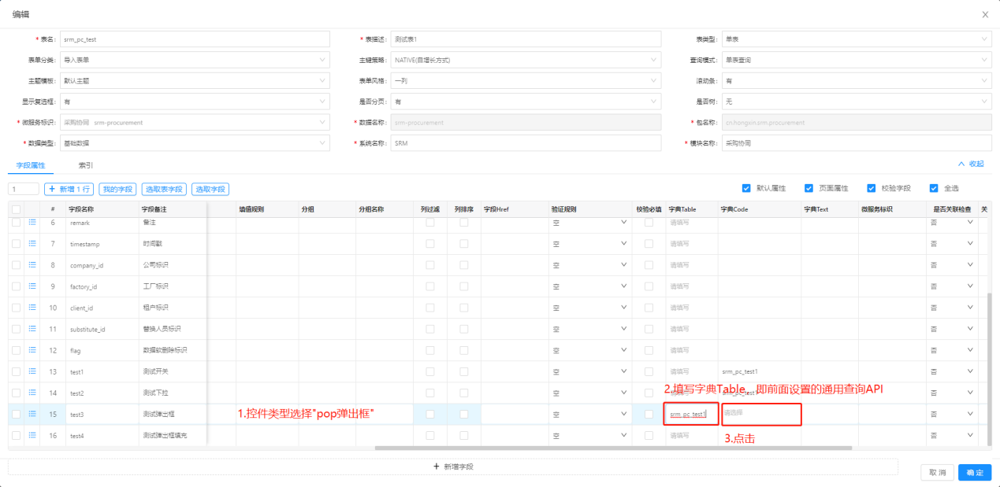 编辑
* 表名： srm_pc_test * 表描述： 测试表1 表类型： 单表
表单分类： 导入表单 主键策略： NATIVE(自增长方式) 查询模式： 单表查询
主题模板： 默认主题 表单风格： 一列 滚动条： 有
显示复选框： 有 是否分页： 有 是否树： 无
* 微服务标识： 采购协同 srm-procurement * 数据名称： srm-procurement * 包名称： cn.hongxin.srm.procurement
* 数据类型： 基础数据 * 系统名称： SRM * 模块名称： 采购协同
字段属性 索引 收起
1 + 新增 1 行 我的字段 选取表字段 选取字段 默认属性 页面属性 校验字段 全选
# 字段名称 字段备注 填值规则 分组 分组名称 列过滤 列排序 字段Href 验证规则 校验必填 字典Table 字典Code 字典Text 微服务标识 是否关联检查 关
6 remark 备注 空 请填写 否
7 timestamp 时间戳 空 请填写 否
8 company_id 公司标识 空 请填写 否
9 factory_id 工厂标识 空 请填写 否
10 client_id 租户标识 空 请填写 否
11 substitute_id 替换人员标识 空 请填写 否
12 flag 数据软删除标识 空 请填写 否
13 test1 测试开关 空 请填写 srm_pc_test1 否
14 test2 测试下拉 空 否
2.填写字典Table，即前面设置的通用查询API
15 test3 测试弹出框 1.控件类型选择"pop弹出框" 空 srm_pc_test1 请选择 否
16 test4 测试弹出框填充 空 请填写 否
3.点击
+ 新增字段
取 消 确 定